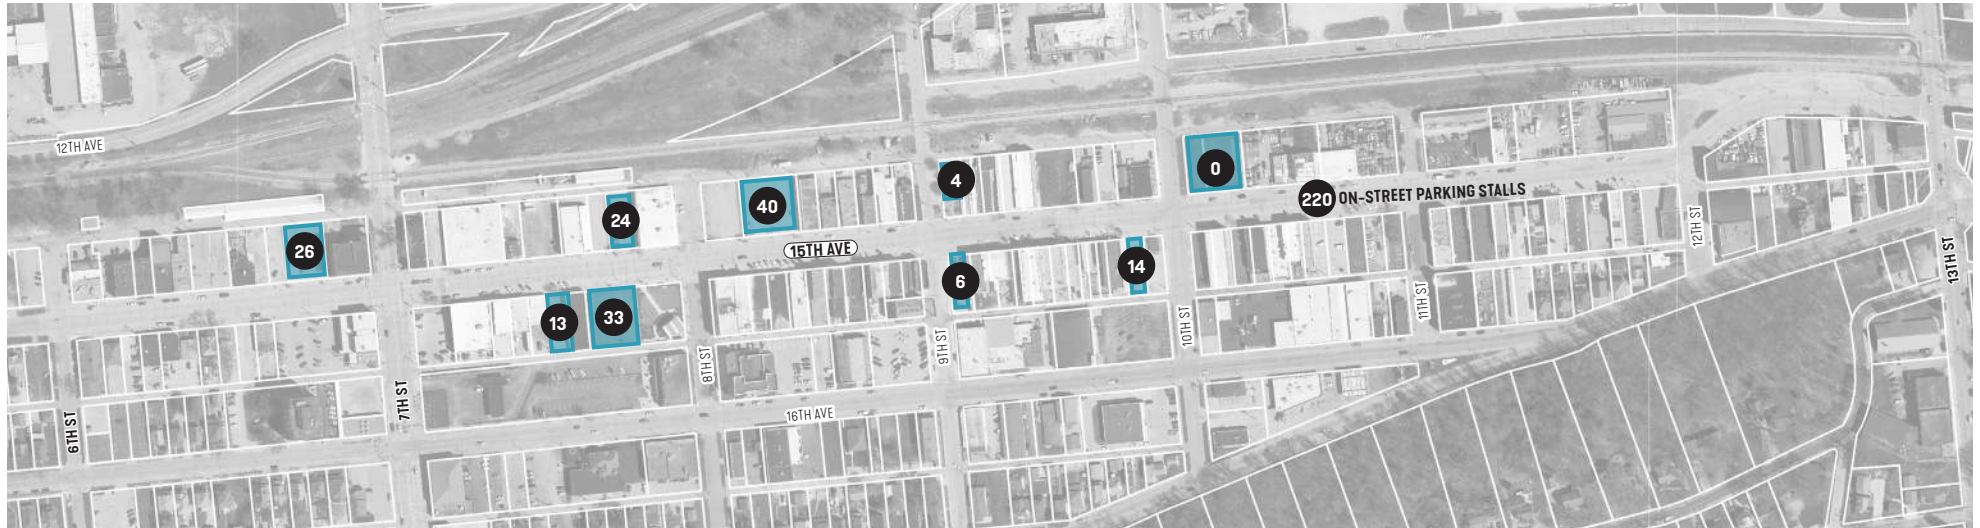 12TH AVE
4
0
40
220 ON-STREET PARKING STALLS
24
26
15TH AVE
12TH ST
13TH ST
14
6
11TH ST
33
13
10TH ST
9TH ST
8TH ST
7TH ST
16TH AVE
6TH ST